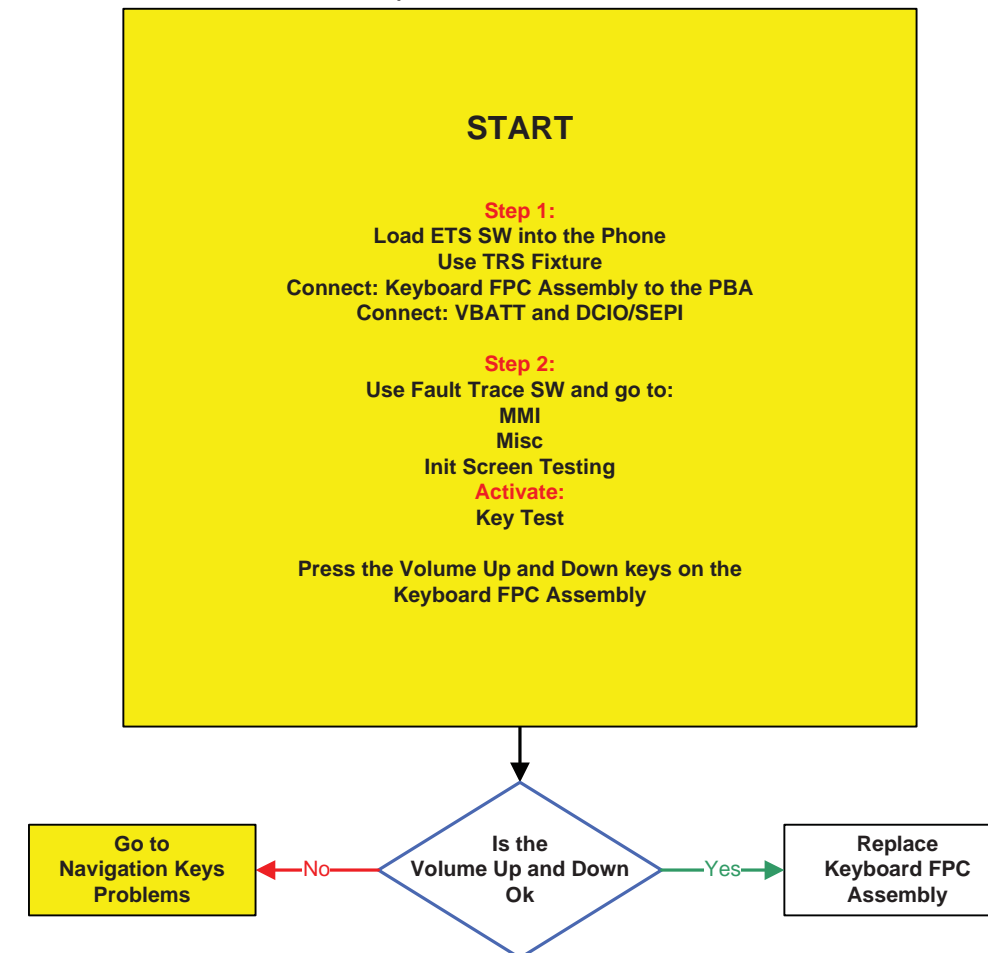 START
Step 1:
Load ETS SW into the Phone
Use TRS Fixture
Connect: Keyboard FPC Assembly to the PBA
Connect: VBATT and DCIO/SEPI
Step 2:
Use Fault Trace SW and go to:
MMI
Misc
Init Screen Testing
Activate:
Key Test
Press the Volume Up and Down keys on the
Keyboard FPC Assembly
Go to
Navigation Keys
Problems
No
Is the
Volume Up and Down
Ok
Yes
Replace
Keyboard FPC
Assembly